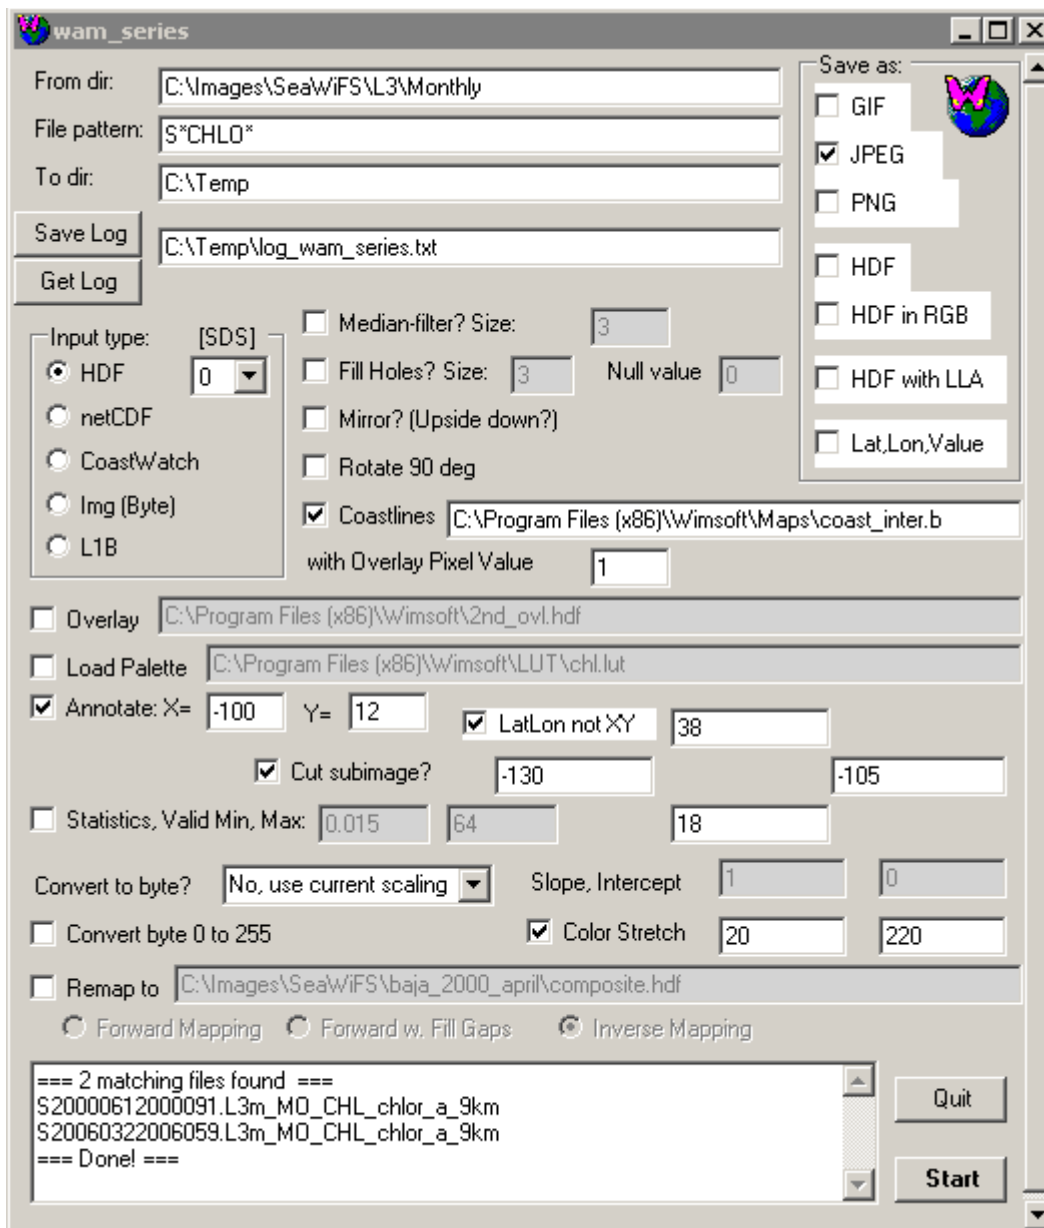 wam_series
From dir: C:\Images\SeaWiFS\L3\Monthly
File pattern: S*CHLO*
To dir: C:\Temp
Save Log C:\Temp\log_wam_series.txt
Get Log
Save as:
GIF
JPEG
PNG
HDF
HDF in RGB
HDF with LLA
Lat,Lon,Value
Input type: [SDS]
HDF 0
netCDF
CoastWatch
Img (Byte)
L1B
Median-filter? Size: 3
Fill Holes? Size: 3 Null value 0
Mirror? (Upside down?)
Rotate 90 deg
Coastlines C:\Program Files (x86)\Wimsoft\Maps\coast_inter.b
with Overlay Pixel Value 1
Overlay C:\Program Files (x86)\Wimsoft\2nd_ovl.hdf
Load Palette C:\Program Files (x86)\Wimsoft\LUT\chl.lut
Annotate: X= -100 Y= 12 LatLon not XY 38
Cut subimage? -130 -105
Statistics, Valid Min, Max: 0.015 64 18
Convert to byte? No, use current scaling Slope, Intercept 1 0
Convert byte 0 to 255 Color Stretch 20 220
Remap to C:\Images\SeaWiFS\baja_2000_april\composite.hdf
Forward Mapping Forward w. Fill Gaps Inverse Mapping
=== 2 matching files found ===
S20000612000091.L3m_MO_CHL_chlor_a_9km
S20060322006059.L3m_MO_CHL_chlor_a_9km
=== Done! ===
Quit
Start